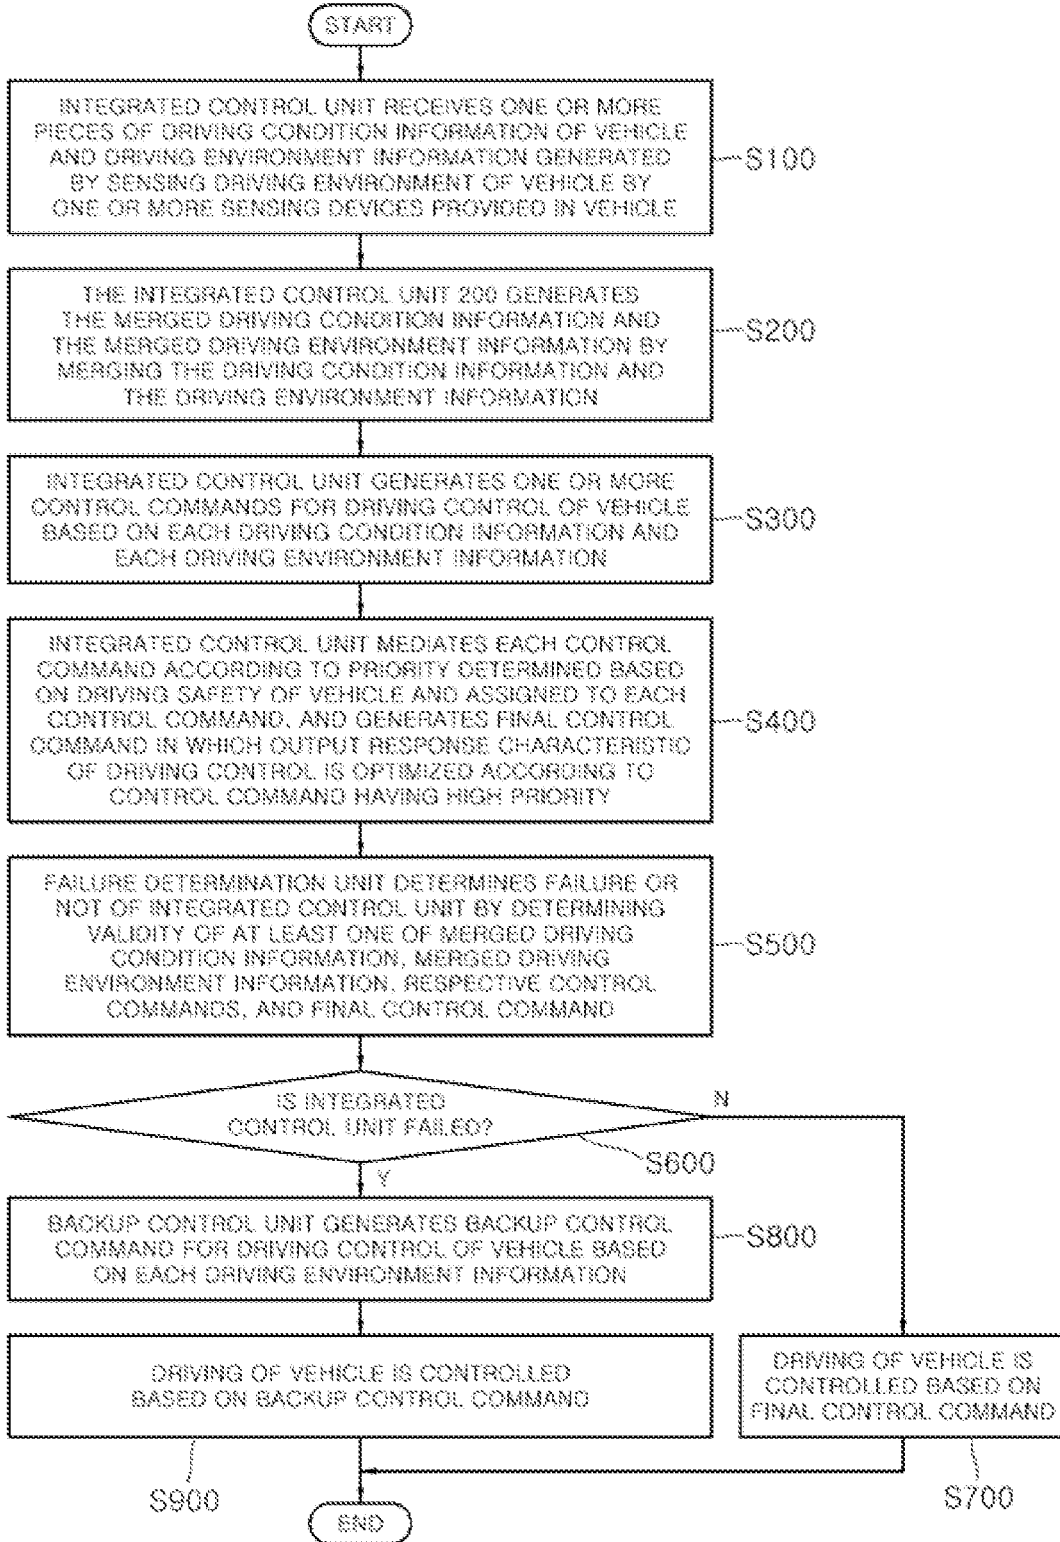 START
INTEGRATED CONTROL UNIT RECEIVES ONE OR MORE
PIECES OF DRIVING CONDITION INFORMATION OF VEHICLE
AND DRIVING ENVIRONMENT INFORMATION GENERATED
BY SENSING DRIVING ENVIRONMENT OF VEHICLE BY
ONE OR MORE SENSING DEVICES PROVIDED IN VEHICLE
S100
THE INTEGRATED CONTROL UNIT 200 GENERATES
THE MERGED DRIVING CONDITION INFORMATION AND
THE MERGED DRIVING ENVIRONMENT INFORMATION BY
MERGING THE DRIVING CONDITION INFORMATION AND
THE DRIVING ENVIRONMENT INFORMATION
S200
INTEGRATED CONTROL UNIT GENERATES ONE OR MORE
CONTROL COMMANDS FOR DRIVING CONTROL OF VEHICLE
BASED ON EACH DRIVING CONDITION INFORMATION AND
EACH DRIVING ENVIRONMENT INFORMATION
S300
INTEGRATED CONTROL UNIT MEDIATES EACH CONTROL
COMMAND ACCORDING TO PRIORITY DETERMINED BASED
ON DRIVING SAFETY OF VEHICLE AND ASSIGNED TO EACH
CONTROL COMMAND, AND GENERATES FINAL CONTROL
COMMAND IN WHICH OUTPUT RESPONSE CHARACTERISTIC
OF DRIVING CONTROL IS OPTIMIZED ACCORDING TO
CONTROL COMMAND HAVING HIGH PRIORITY
S400
FAILURE DETERMINATION UNIT DETERMINES FAILURE OR
NOT OF INTEGRATED CONTROL UNIT BY DETERMINING
VALIDITY OF AT LEAST ONE OF MERGED DRIVING
CONDITION INFORMATION, MERGED DRIVING
ENVIRONMENT INFORMATION, RESPECTIVE CONTROL
COMMANDS, AND FINAL CONTROL COMMAND
S500
IS INTEGRATED
CONTROL UNIT FAILED?
N
S600
Y
BACKUP CONTROL UNIT GENERATES BACKUP CONTROL
COMMAND FOR DRIVING CONTROL OF VEHICLE BASED
ON EACH DRIVING ENVIRONMENT INFORMATION
S800
DRIVING OF VEHICLE IS CONTROLLED
BASED ON BACKUP CONTROL COMMAND
DRIVING OF VEHICLE IS
CONTROLLED BASED ON
FINAL CONTROL COMMAND
S900
S700
END